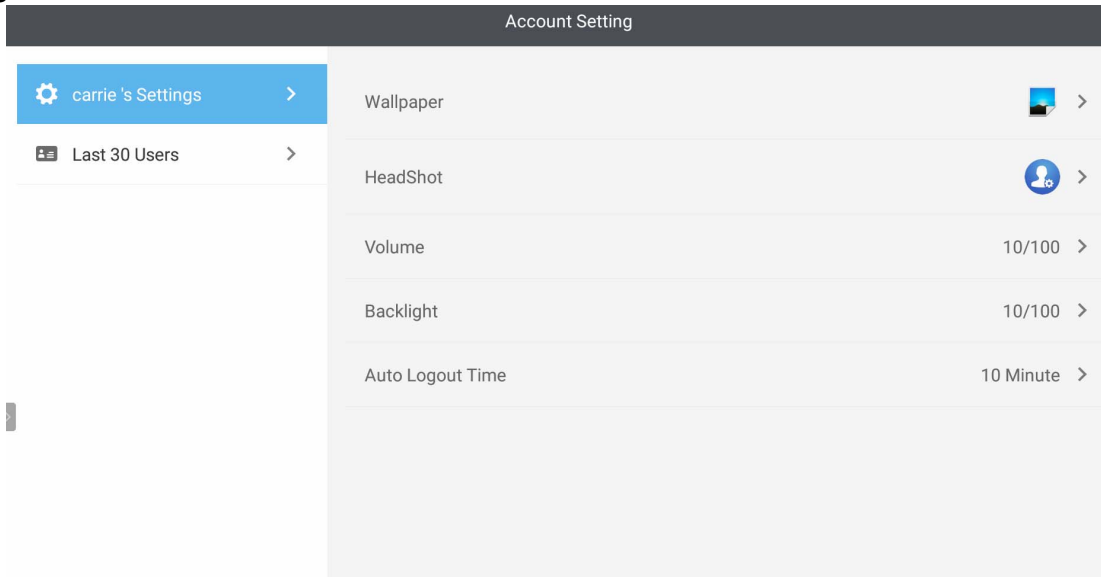 Account Setting
carrie 's Settings
Last 30 Users
Wallpaper
HeadShot
Volume 10/100
Backlight 10/100
Auto Logout Time 10 Minute